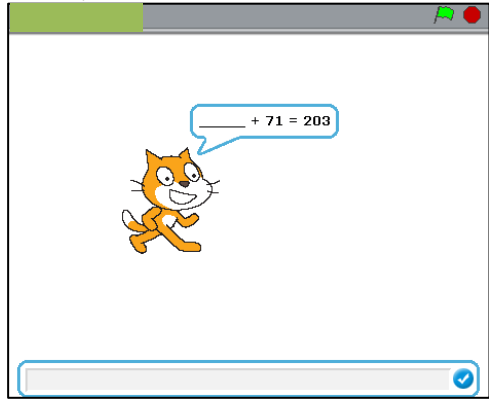 ______ + 71 = 203